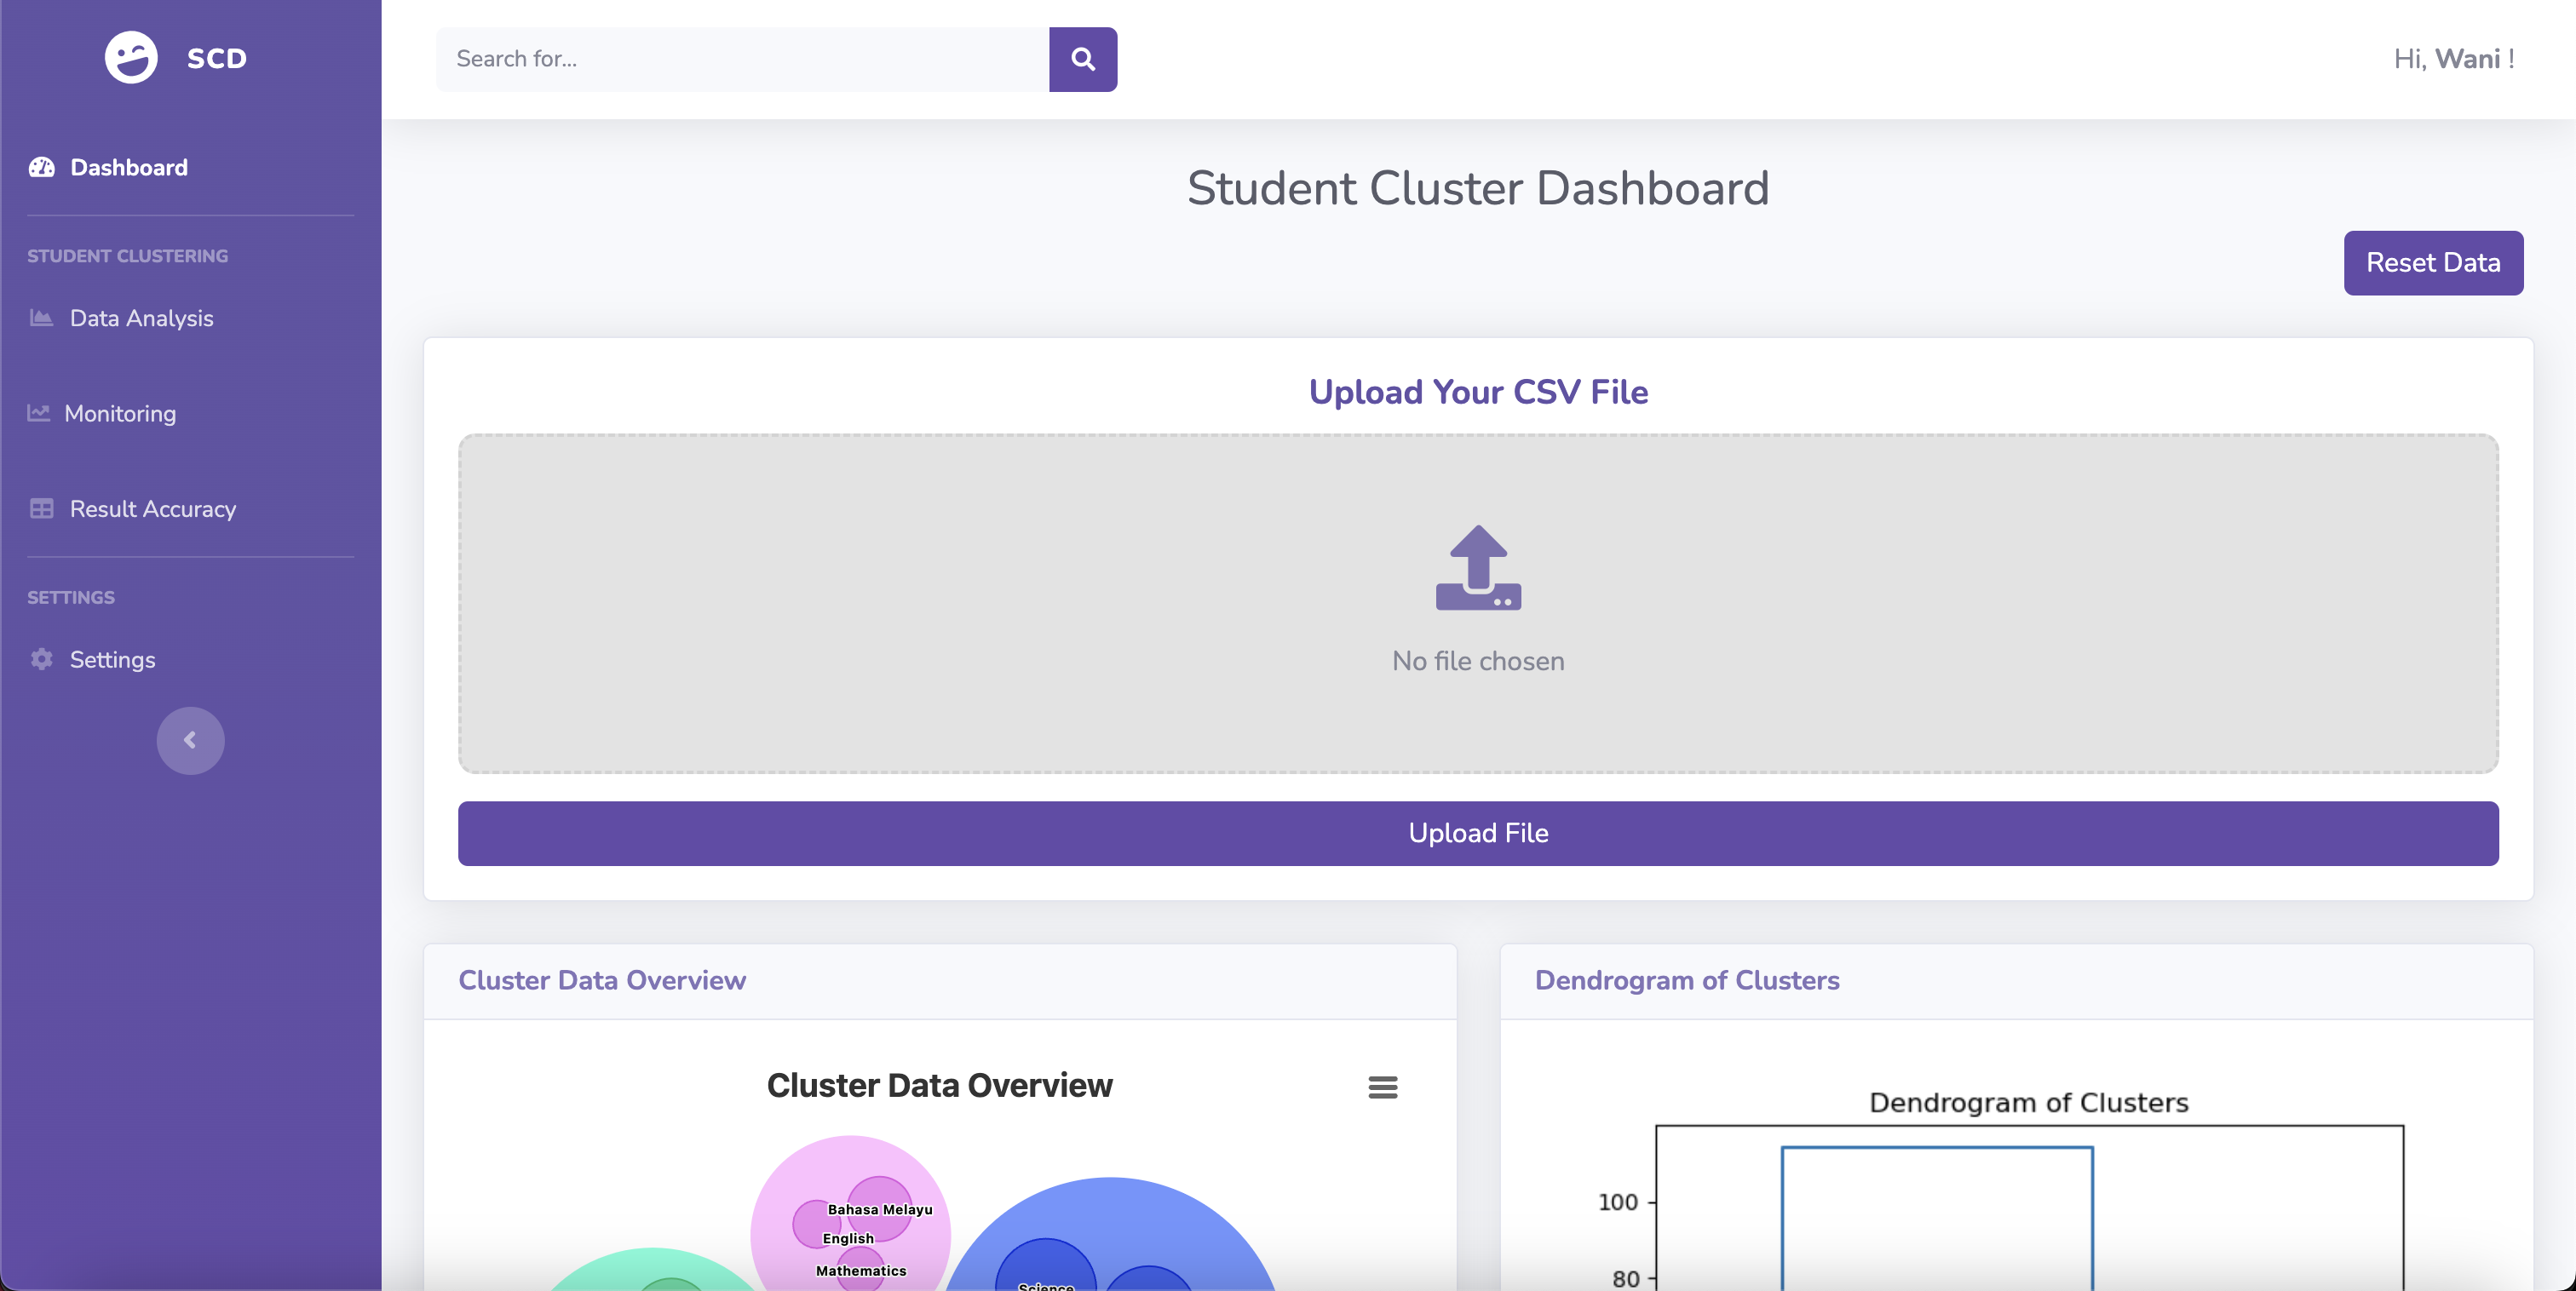 SCD
Search for...
Hi, Wani !
Dashboard
STUDENT CLUSTERING
Data Analysis
Monitoring
Result Accuracy
SETTINGS
Settings
Student Cluster Dashboard
Reset Data
Upload Your CSV File
No file chosen
Upload File
Cluster Data Overview
Cluster Data Overview
Bahasa Melayu
English
Mathematics
Science
Dendrogram of Clusters
Dendrogram of Clusters
100
80